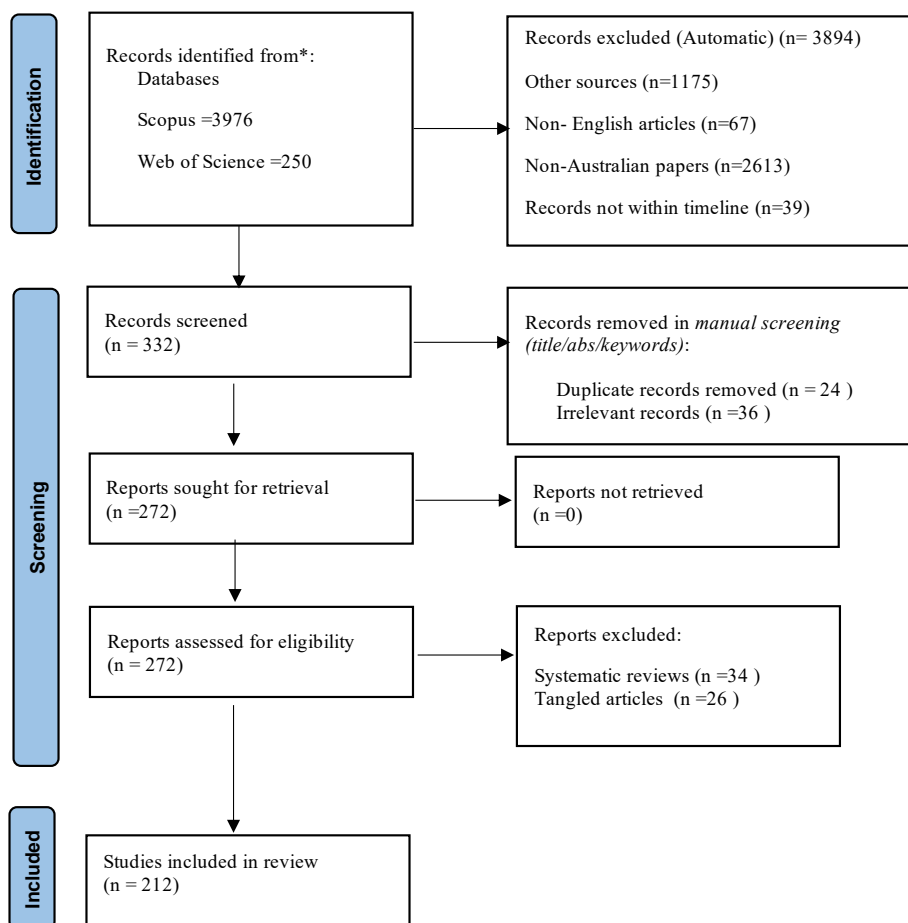 Identification
Records identified from*:
Databases
Scopus =3976
Web of Science =250
Records excluded (Automatic) (n= 3894)
Other sources (n=1175)
Non- English articles (n=67)
Non-Australian papers (n=2613)
Records not within timeline (n=39)
Screening
Records screened
(n = 332)
Records removed in manual screening
(title/abs/keywords):
Duplicate records removed (n = 24 )
Irrelevant records (n =36 )
Reports sought for retrieval
(n =272)
Reports not retrieved
(n =0)
Reports assessed for eligibility
(n = 272)
Reports excluded:
Systematic reviews (n =34 )
Tangled articles (n =26 )
Included
Studies included in review
(n = 212)